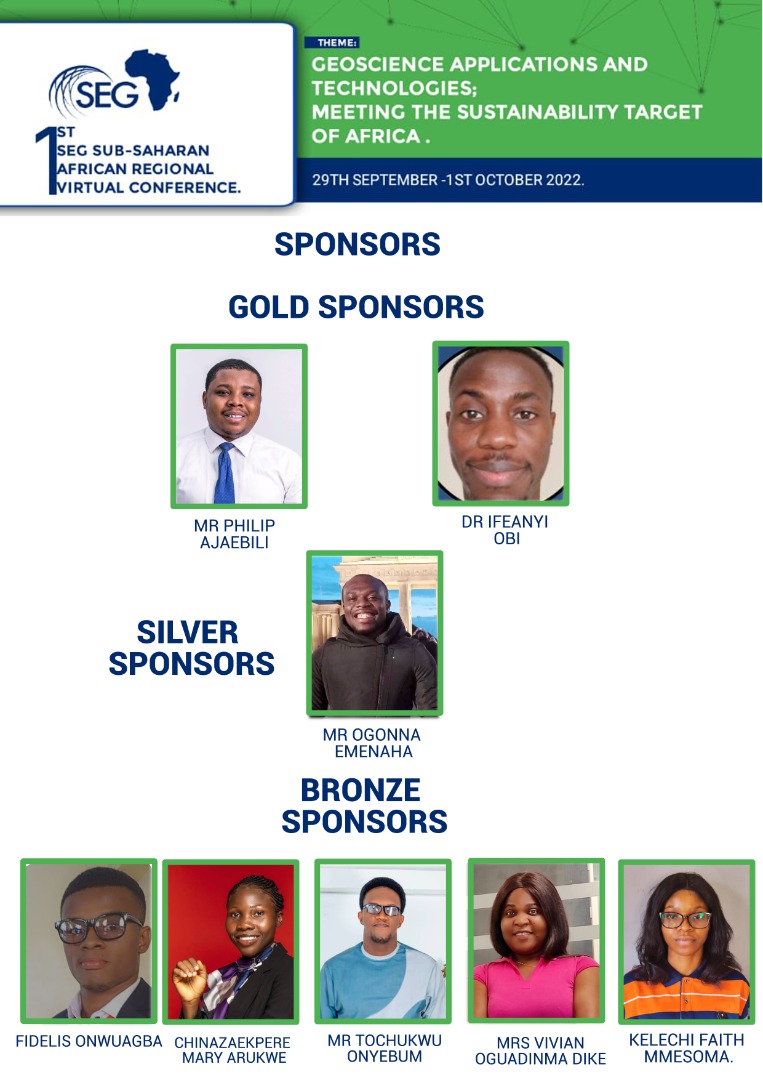 SEG
1ST
SEG SUB-SAHARAN
AFRICAN REGIONAL
VIRTUAL CONFERENCE.
THEME:
GEOSCIENCE APPLICATIONS AND
TECHNOLOGIES;
MEETING THE SUSTAINABILITY TARGET
OF AFRICA .
29TH SEPTEMBER -1ST OCTOBER 2022.
SPONSORS
GOLD SPONSORS
MR PHILIP
AJAEBILI
DR IFEANYI
OBI
SILVER
SPONSORS
MR OGONNA
EMENAHA
BRONZE
SPONSORS
FIDELIS ONWUAGBA
CHINAZAEKPERE
MARY ARUKWE
MR TOCHUKWU
ONYEBUM
MRS VIVIAN
OGUADINMA DIKE
KELECHI FAITH
MMESOMA.